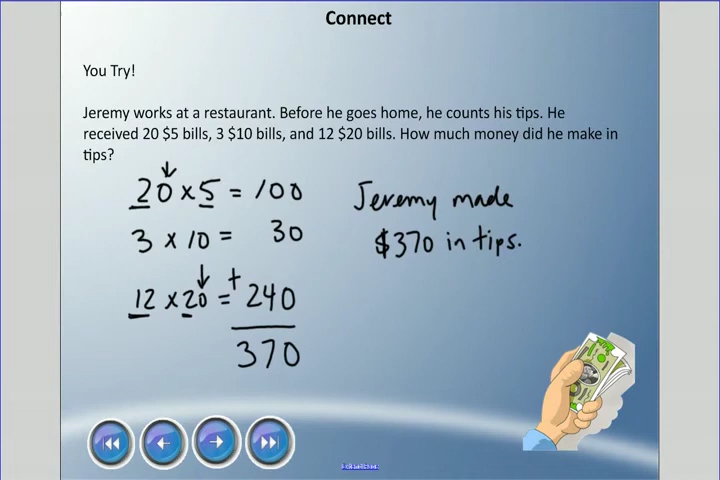 Connect
You Try!
Jeremy works at a restaurant. Before he goes home, he counts his tips. He
received 20 $5 bills, 3 $10 bills, and 12 $20 bills. How much money did he make in
tips?
20 x 5 = 100
3 x 10 = 30
12 x 20 = + 240
370
Jeremy made
$370 in tips.